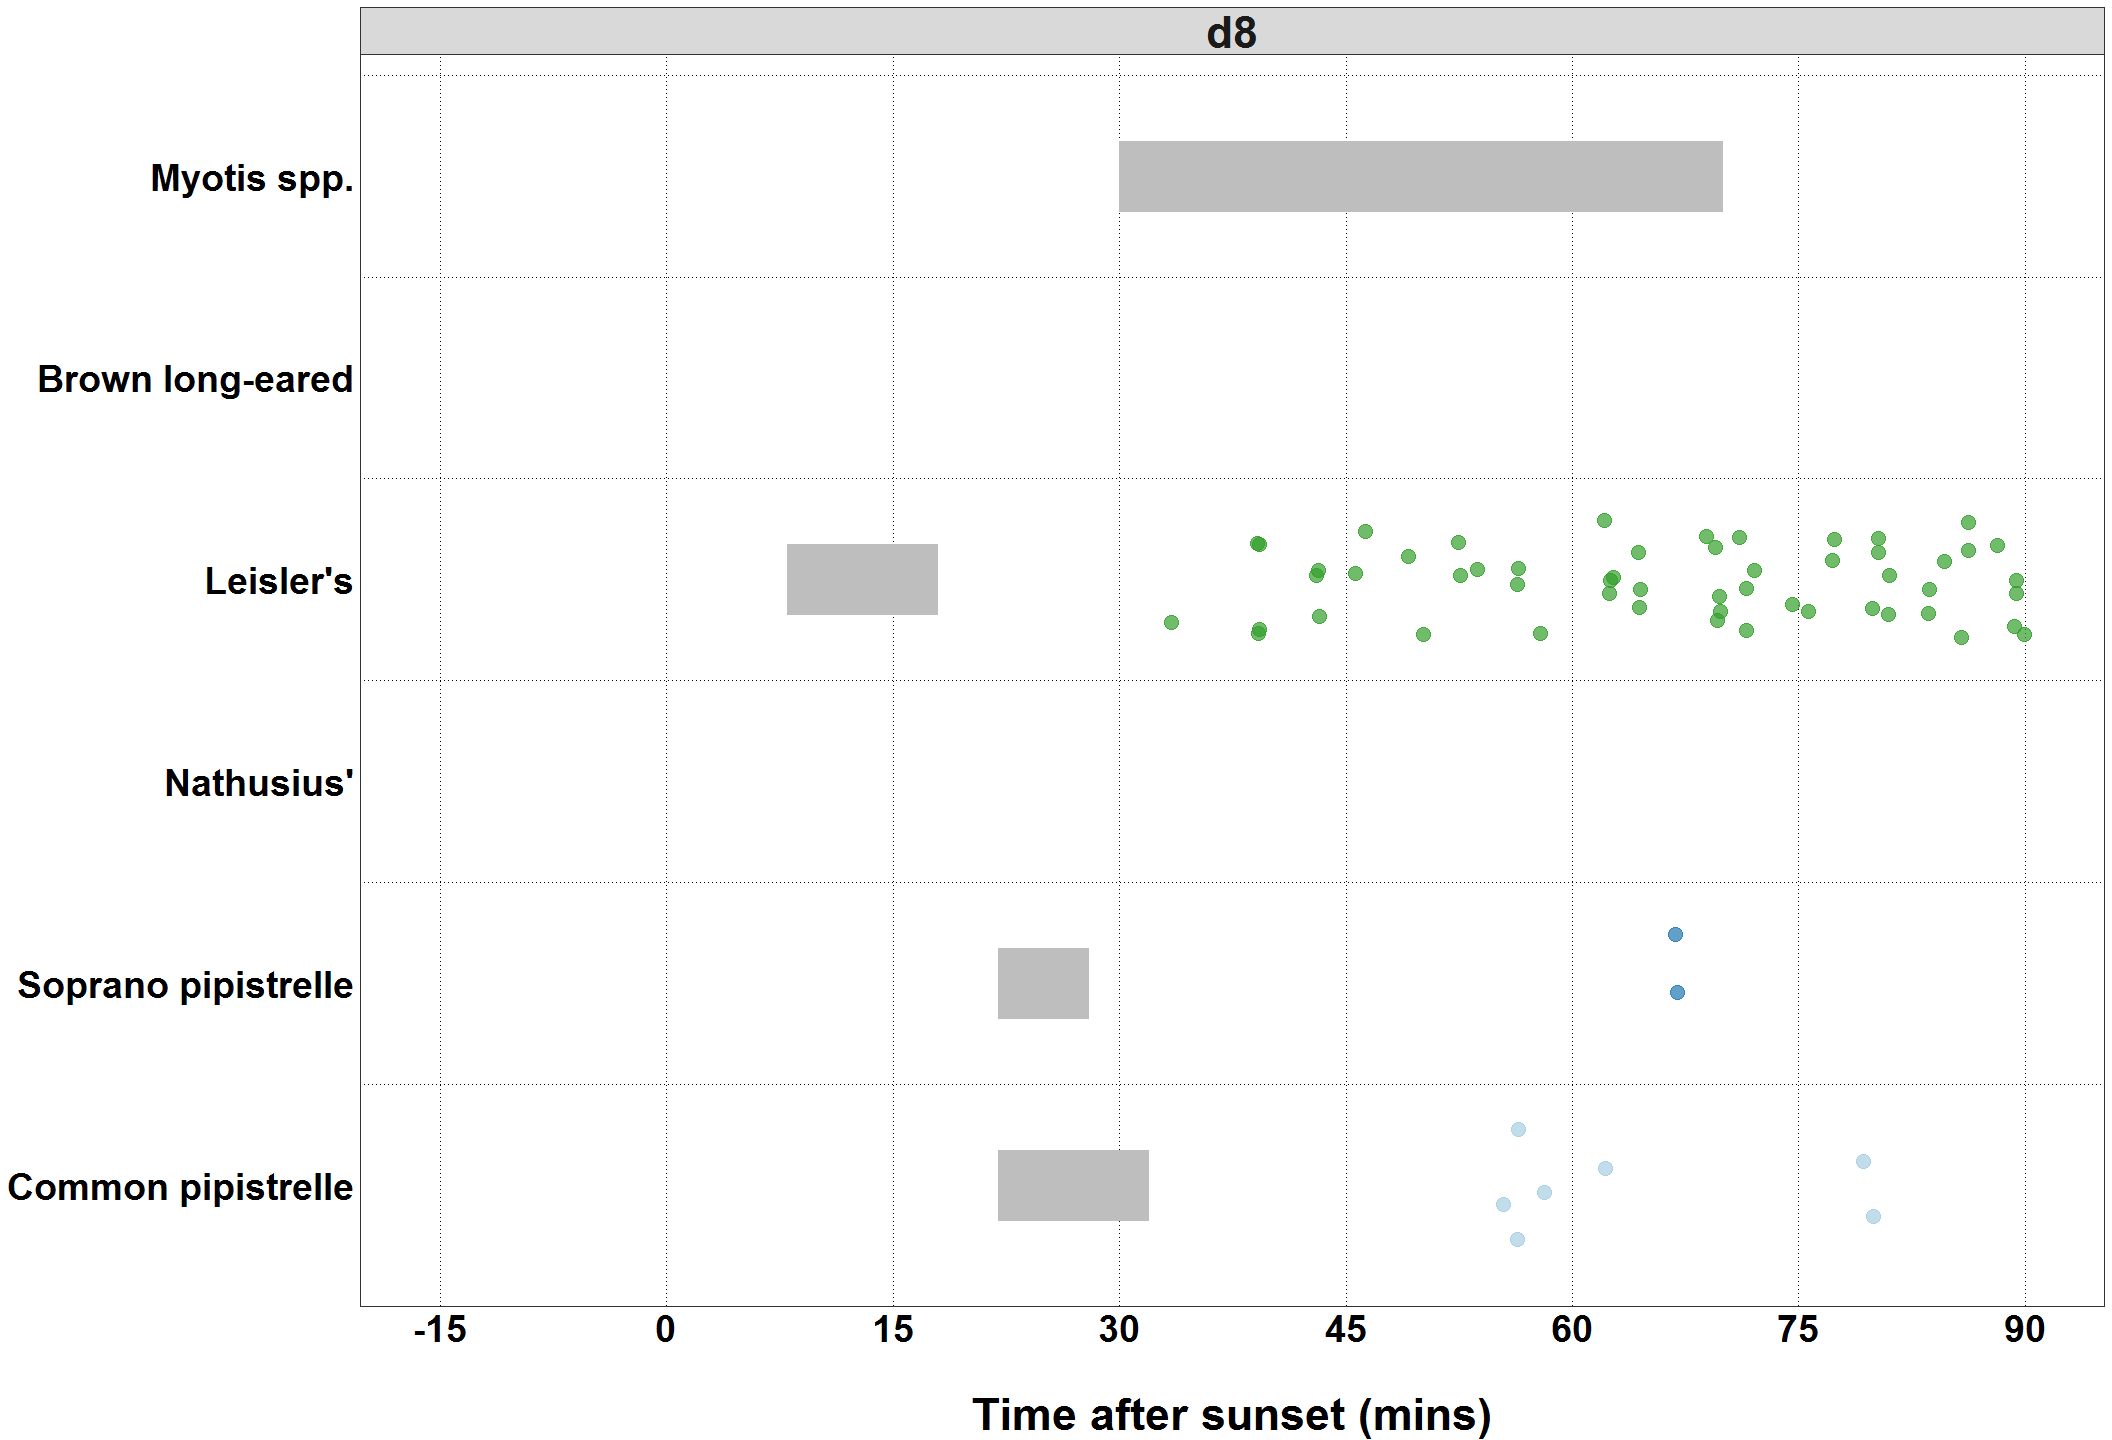 d8
Myotis spp.
Brown long-eared
Leisler's
Nathusius'
Soprano pipistrelle
Common pipistrelle
-15 0 15 30 45 60 75 90
Time after sunset (mins)